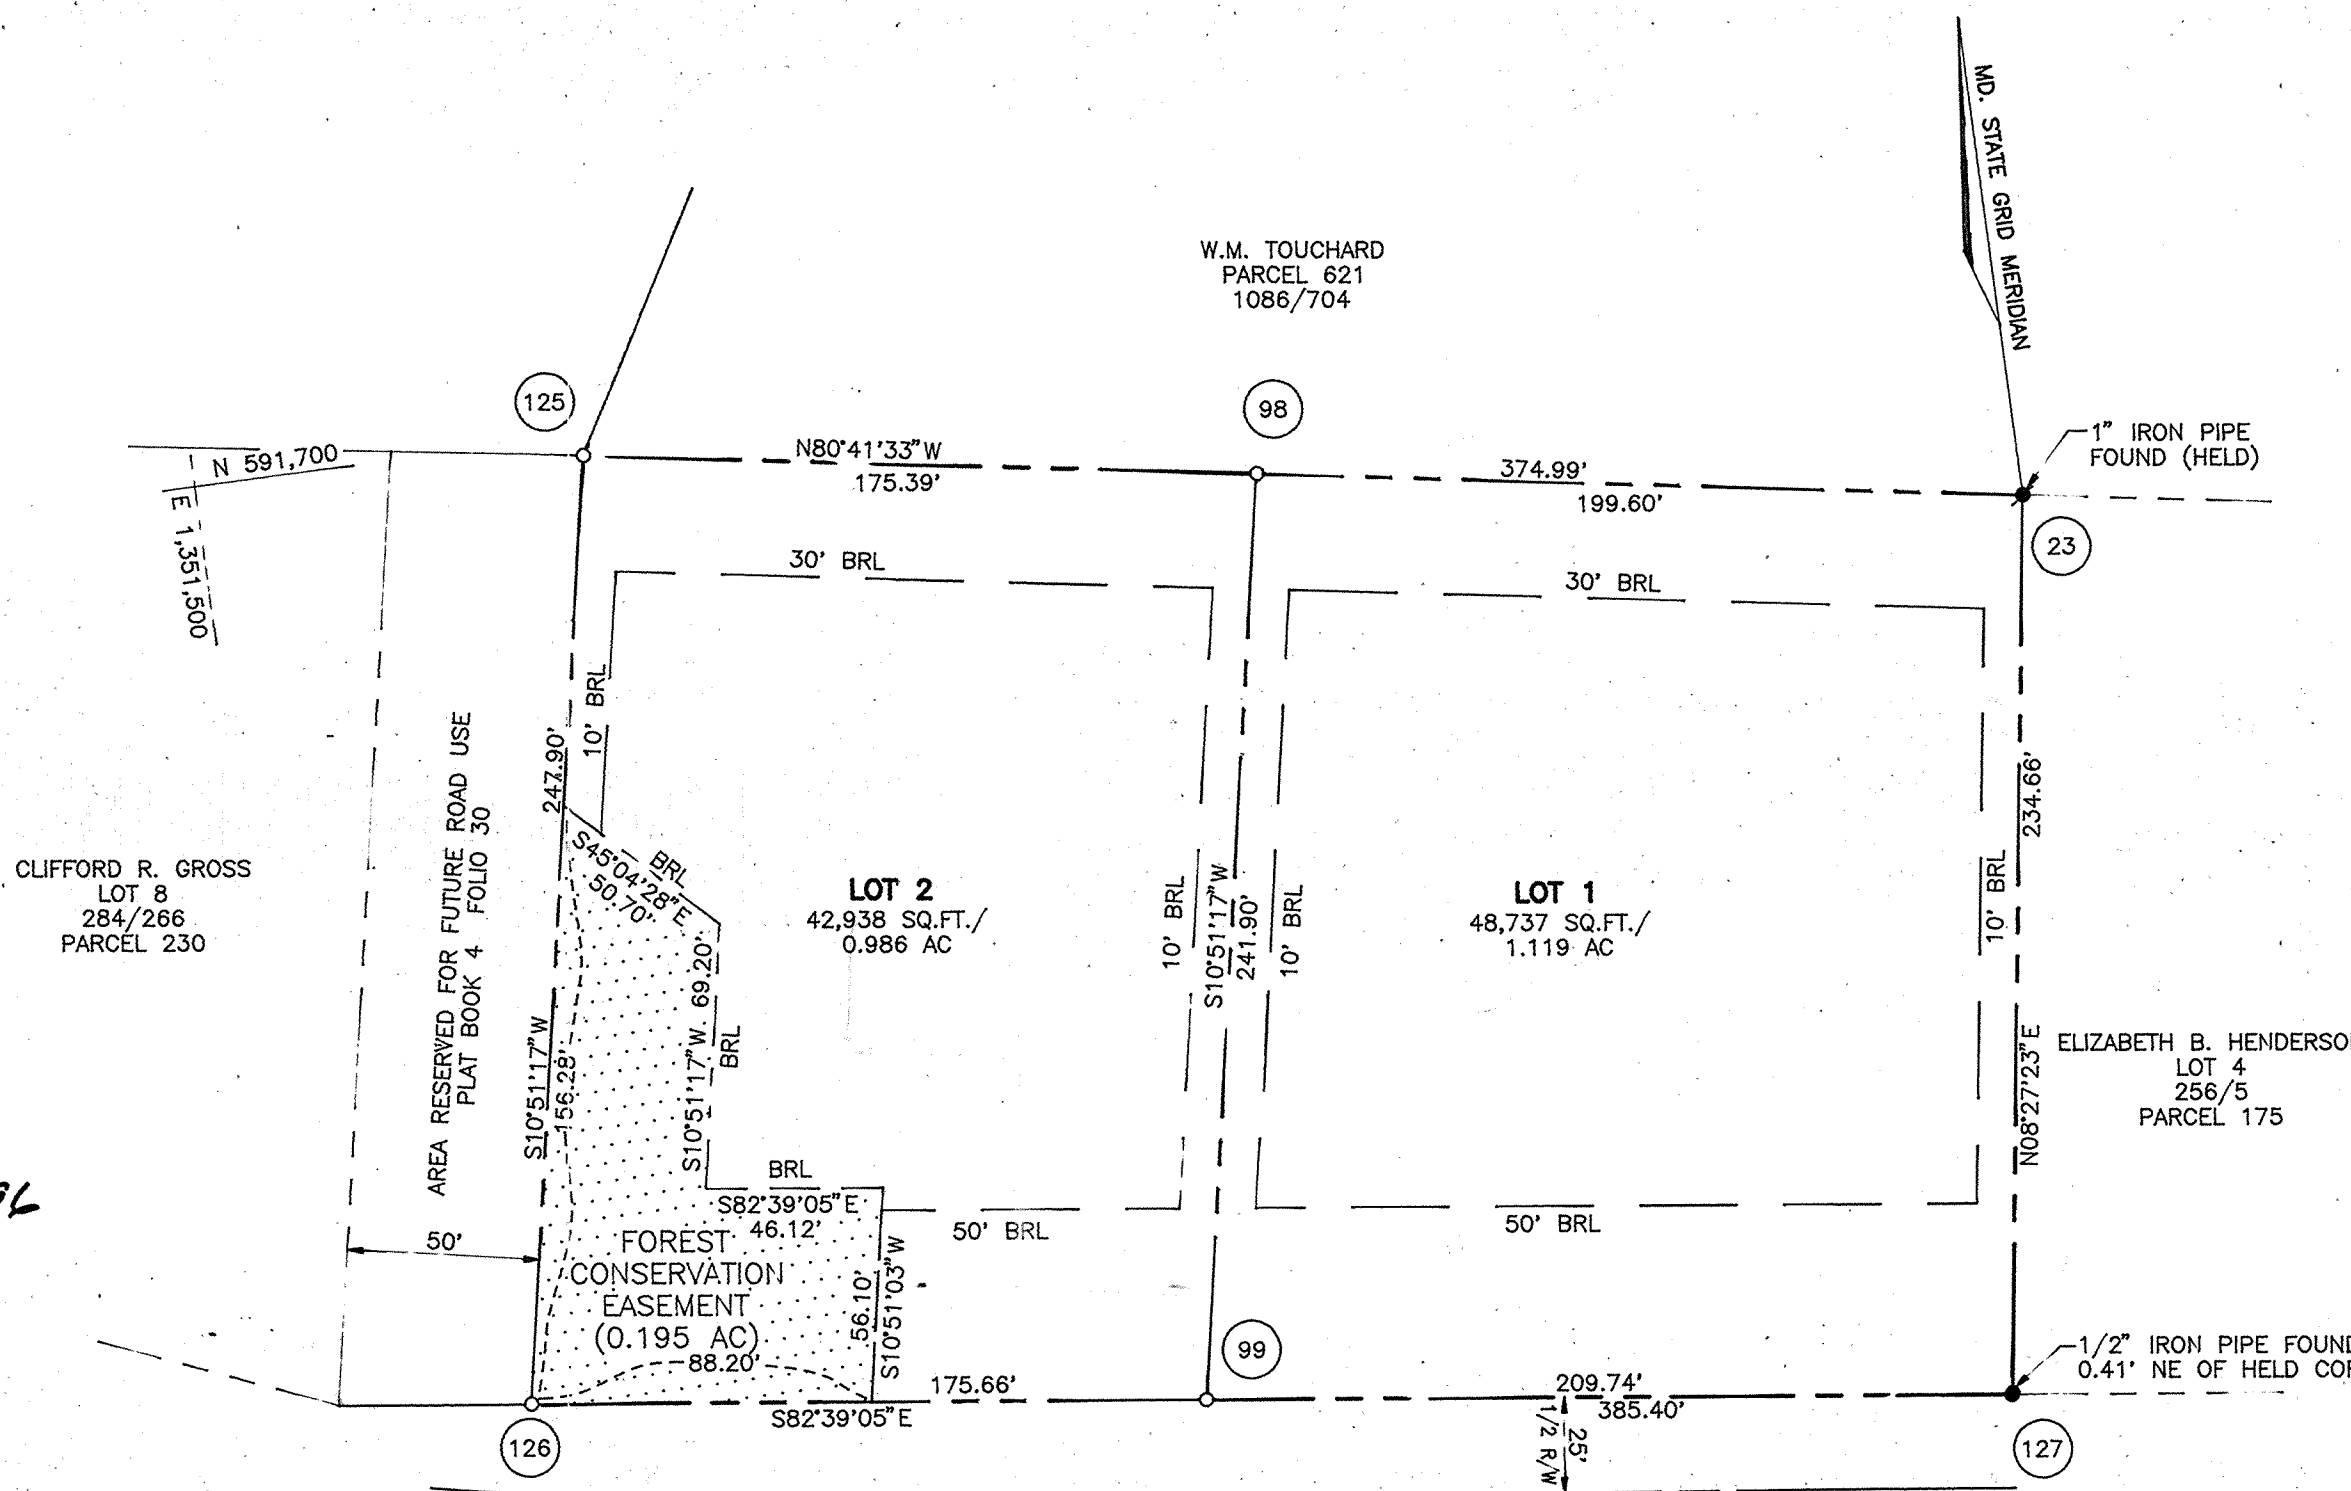 MD. STATE GRID MERIDIAN
W.M. TOUCHARD
PARCEL 621
1086/704
125
98
1" IRON PIPE
FOUND (HELD)
N 591,700
E 1,351,500
N80°41'33"W
175.39'
374.99'
199.60'
23
30' BRL
30' BRL
10' BRL
247.90'
S10°51'17"W
156.28'
AREA RESERVED FOR FUTURE ROAD USE
PLAT BOOK 4 FOLIO 30
CLIFFORD R. GROSS
LOT 8
284/266
PARCEL 230
BRL
S45°04'28"E
50.70'
S10°51'17"W. 69.20'
BRL
LOT 2
42,938 SQ.FT./
0.986 AC
10' BRL
S10°51'17"W
241.90'
10' BRL
LOT 1
48,737 SQ.FT./
1.119 AC
10' BRL
234.66'
N08°27'23"E
ELIZABETH B. HENDERSO
LOT 4
256/5
PARCEL 175
BRL
S82°39'05"E
46.12'
50' BRL
50' BRL
50'
FOREST
CONSERVATION
EASEMENT
(0.195 AC)
88.20'
56.10'
S10°51'03"W
99
1/2" IRON PIPE FOUND
0.41' NE OF HELD COR
175.66'
S82°39'05"E
209.74'
385.40'
25'
1/2 R/W
126
127